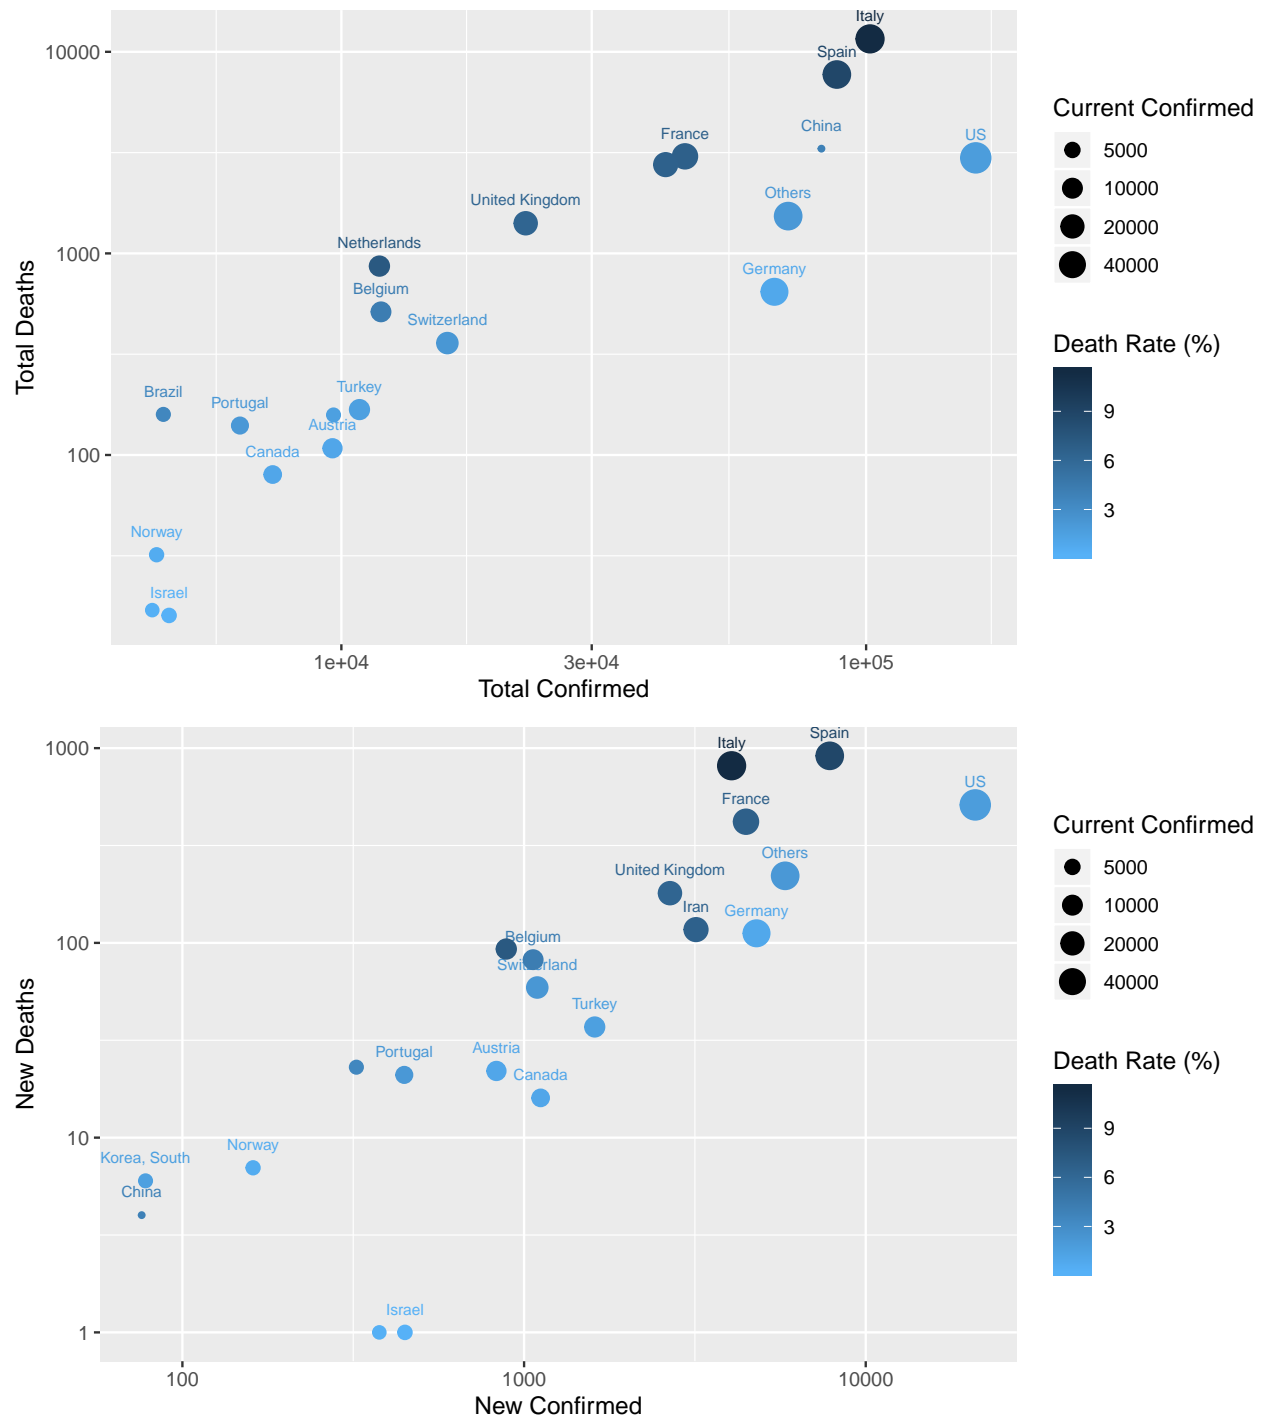 Italy
Spain
China
US
France
Others
United Kingdom
Netherlands
Germany
Belgium
Switzerland
Turkey
Brazil
Portugal
Austria
Canada
Norway
Israel
10000
1000
100
Total Deaths
1e+04
3e+04
1e+05
Total Confirmed
Current Confirmed
5000
10000
20000
40000
Death Rate (%)
9
6
3
Spain
Italy
US
France
Others
United Kingdom
Iran
Germany
Belgium
Switzerland
Turkey
Austria
Portugal
Canada
Norway
Korea, South
China
Israel
1000
100
10
1
New Deaths
100
1000
10000
New Confirmed
Current Confirmed
5000
10000
20000
40000
Death Rate (%)
9
6
3